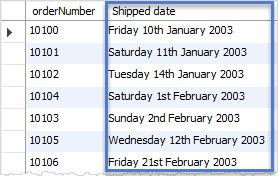 orderNumber Shipped date
10100 Friday 10th January 2003
10101 Saturday 11th January 2003
10102 Tuesday 14th January 2003
10104 Saturday 1st February 2003
10103 Sunday 2nd February 2003
10105 Wednesday 12th February 2003
10106 Friday 21st February 2003